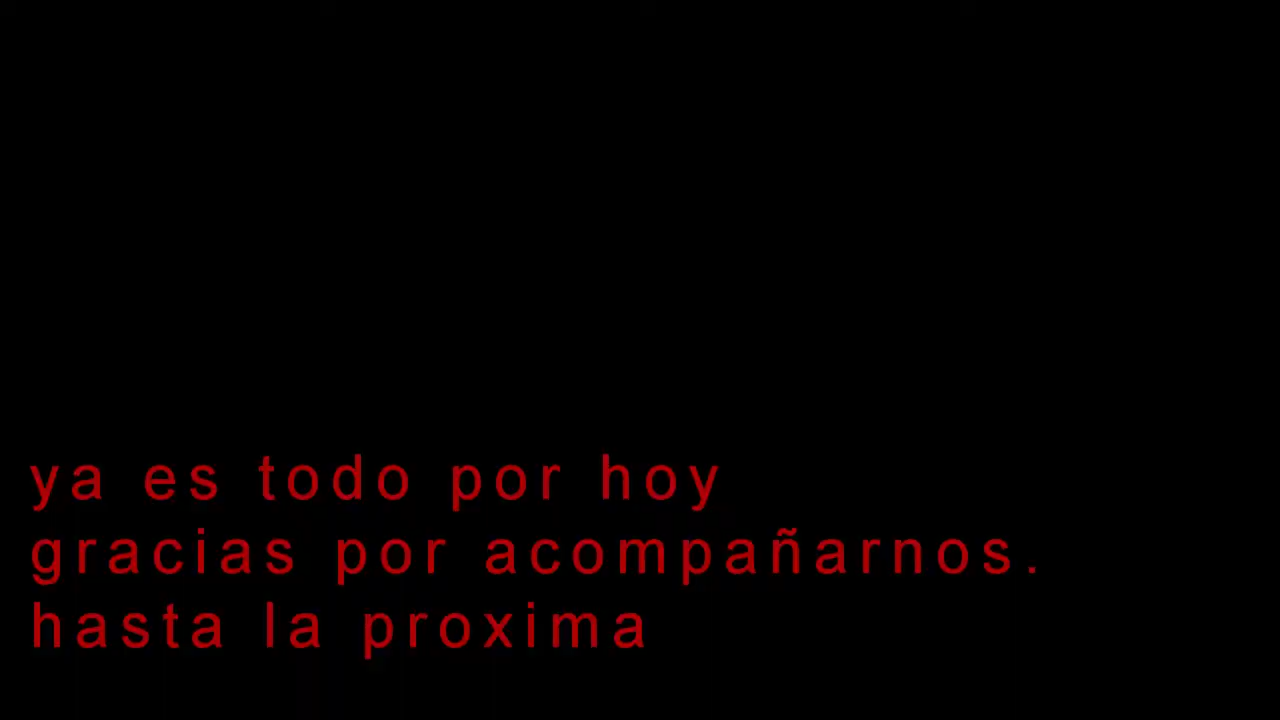 ya es todo por hoy
gracias por acompañarnos.
hasta la proxima